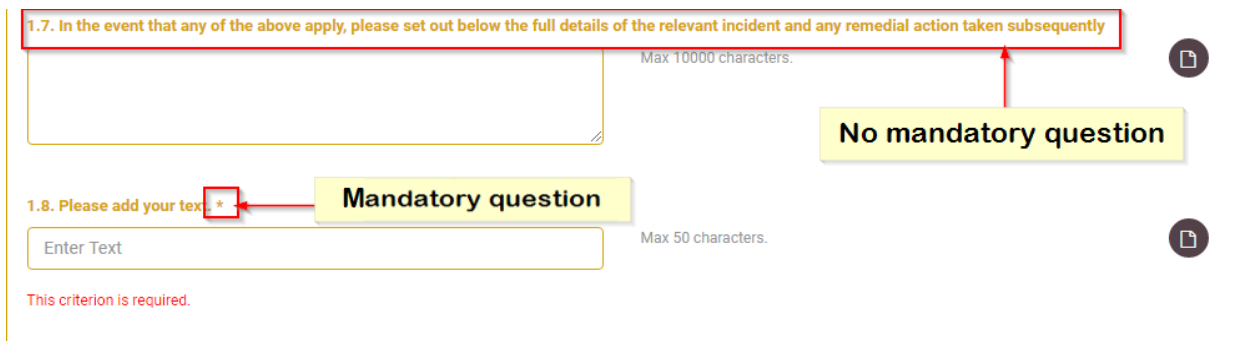 1.7. In the event that any of the above apply, please set out below the full details of the relevant incident and any remedial action taken subsequently
Max 10000 characters.
No mandatory question
1.8. Please add your text. *
Mandatory question
Enter Text
Max 50 characters.
This criterion is required.